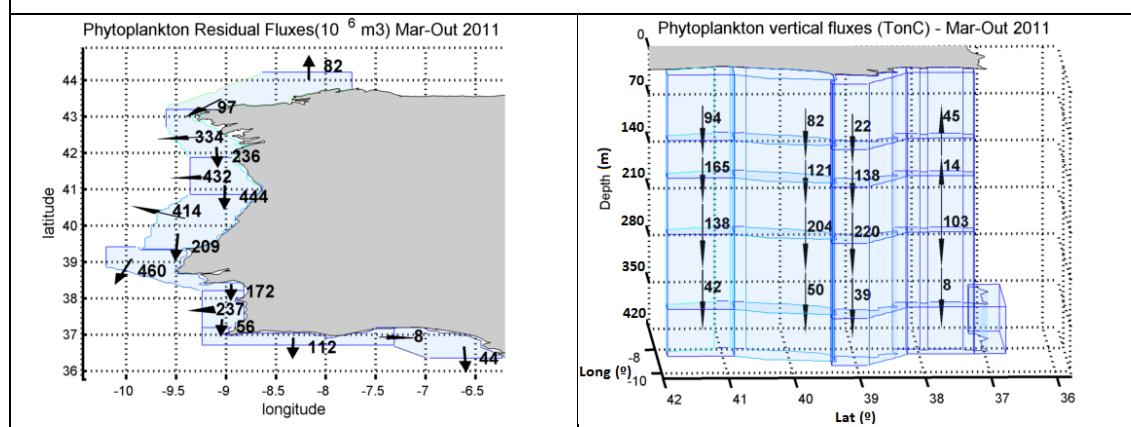 Phytoplankton Residual Fluxes(10 6 m3) Mar-Out 2011
44
43
42
41
40
39
38
37
36
latitude
82
97
334
236
432
444
414
209
460
172
237
56
112
8
44
-10 -9.5 -9 -8.5 -8 -7.5 -7 -6.5
longitude
Phytoplankton vertical fluxes (TonC) - Mar-Out 2011
0
70
140
210
280
350
420
Depth (m)
94 82 22 45
165 121 138 14
138 204 220 103
42 50 39 8
-8
Long (º) -10
42 41 40 39 38 37 36
Lat (º)